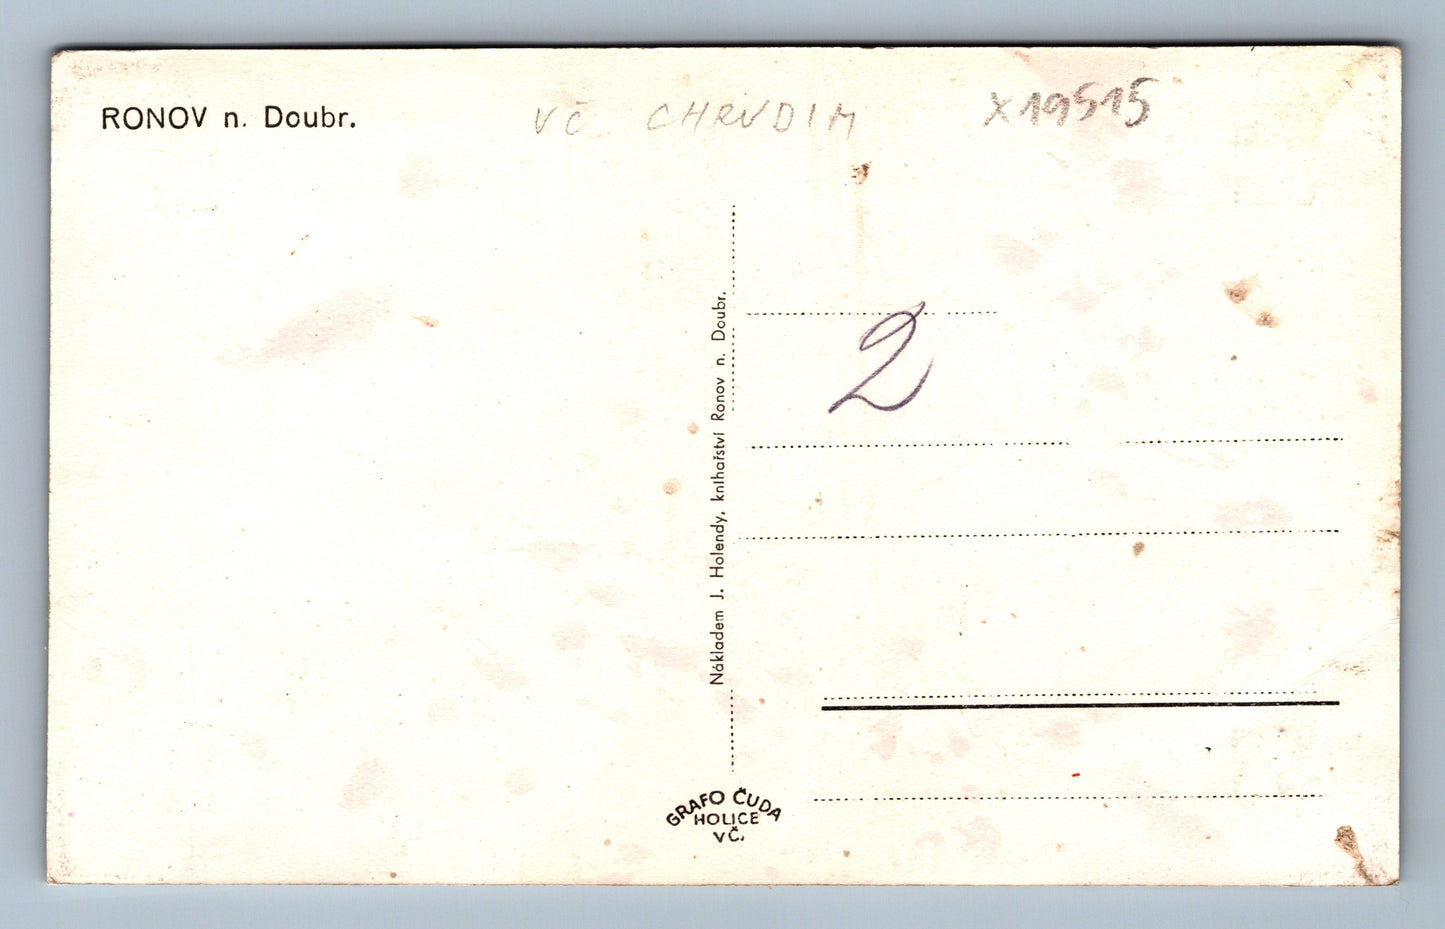 RONOV n. Doubr.
VČ CHRUDIM
X19515
2
Nákladem J. Holendy, knihařství Ronov n. Doubr.
GRAFO ČUDA
HOLICE
VČ.